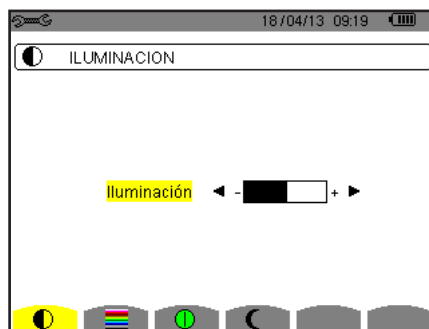 18/04/13 09:19
ILUMINACION
Iluminación ◄ - + ►